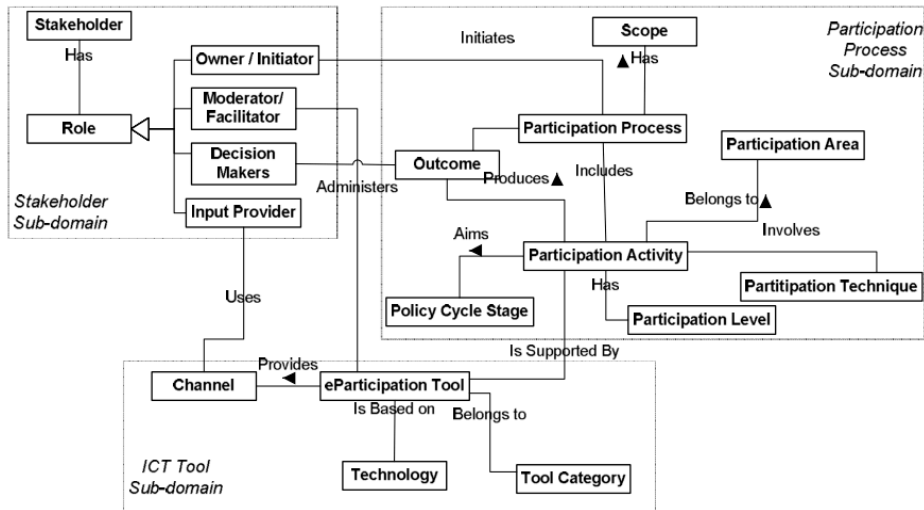 Stakeholder
Has
Role
Owner / Initiator
Moderator/
Facilitator
Decision
Makers
Input Provider
Stakeholder
Sub-domain
Initiates
Scope
Has
Participation
Process
Sub-domain
Participation Process
Participation Area
Outcome
Produces
Includes
Administers
Belongs to
Aims
Participation Activity
Involves
Has
Partitipation Technique
Policy Cycle Stage
Participation Level
Uses
Is Supported By
Provides
Channel
eParticipation Tool
Is Based on
Belongs to
Technology
Tool Category
ICT Tool
Sub-domain